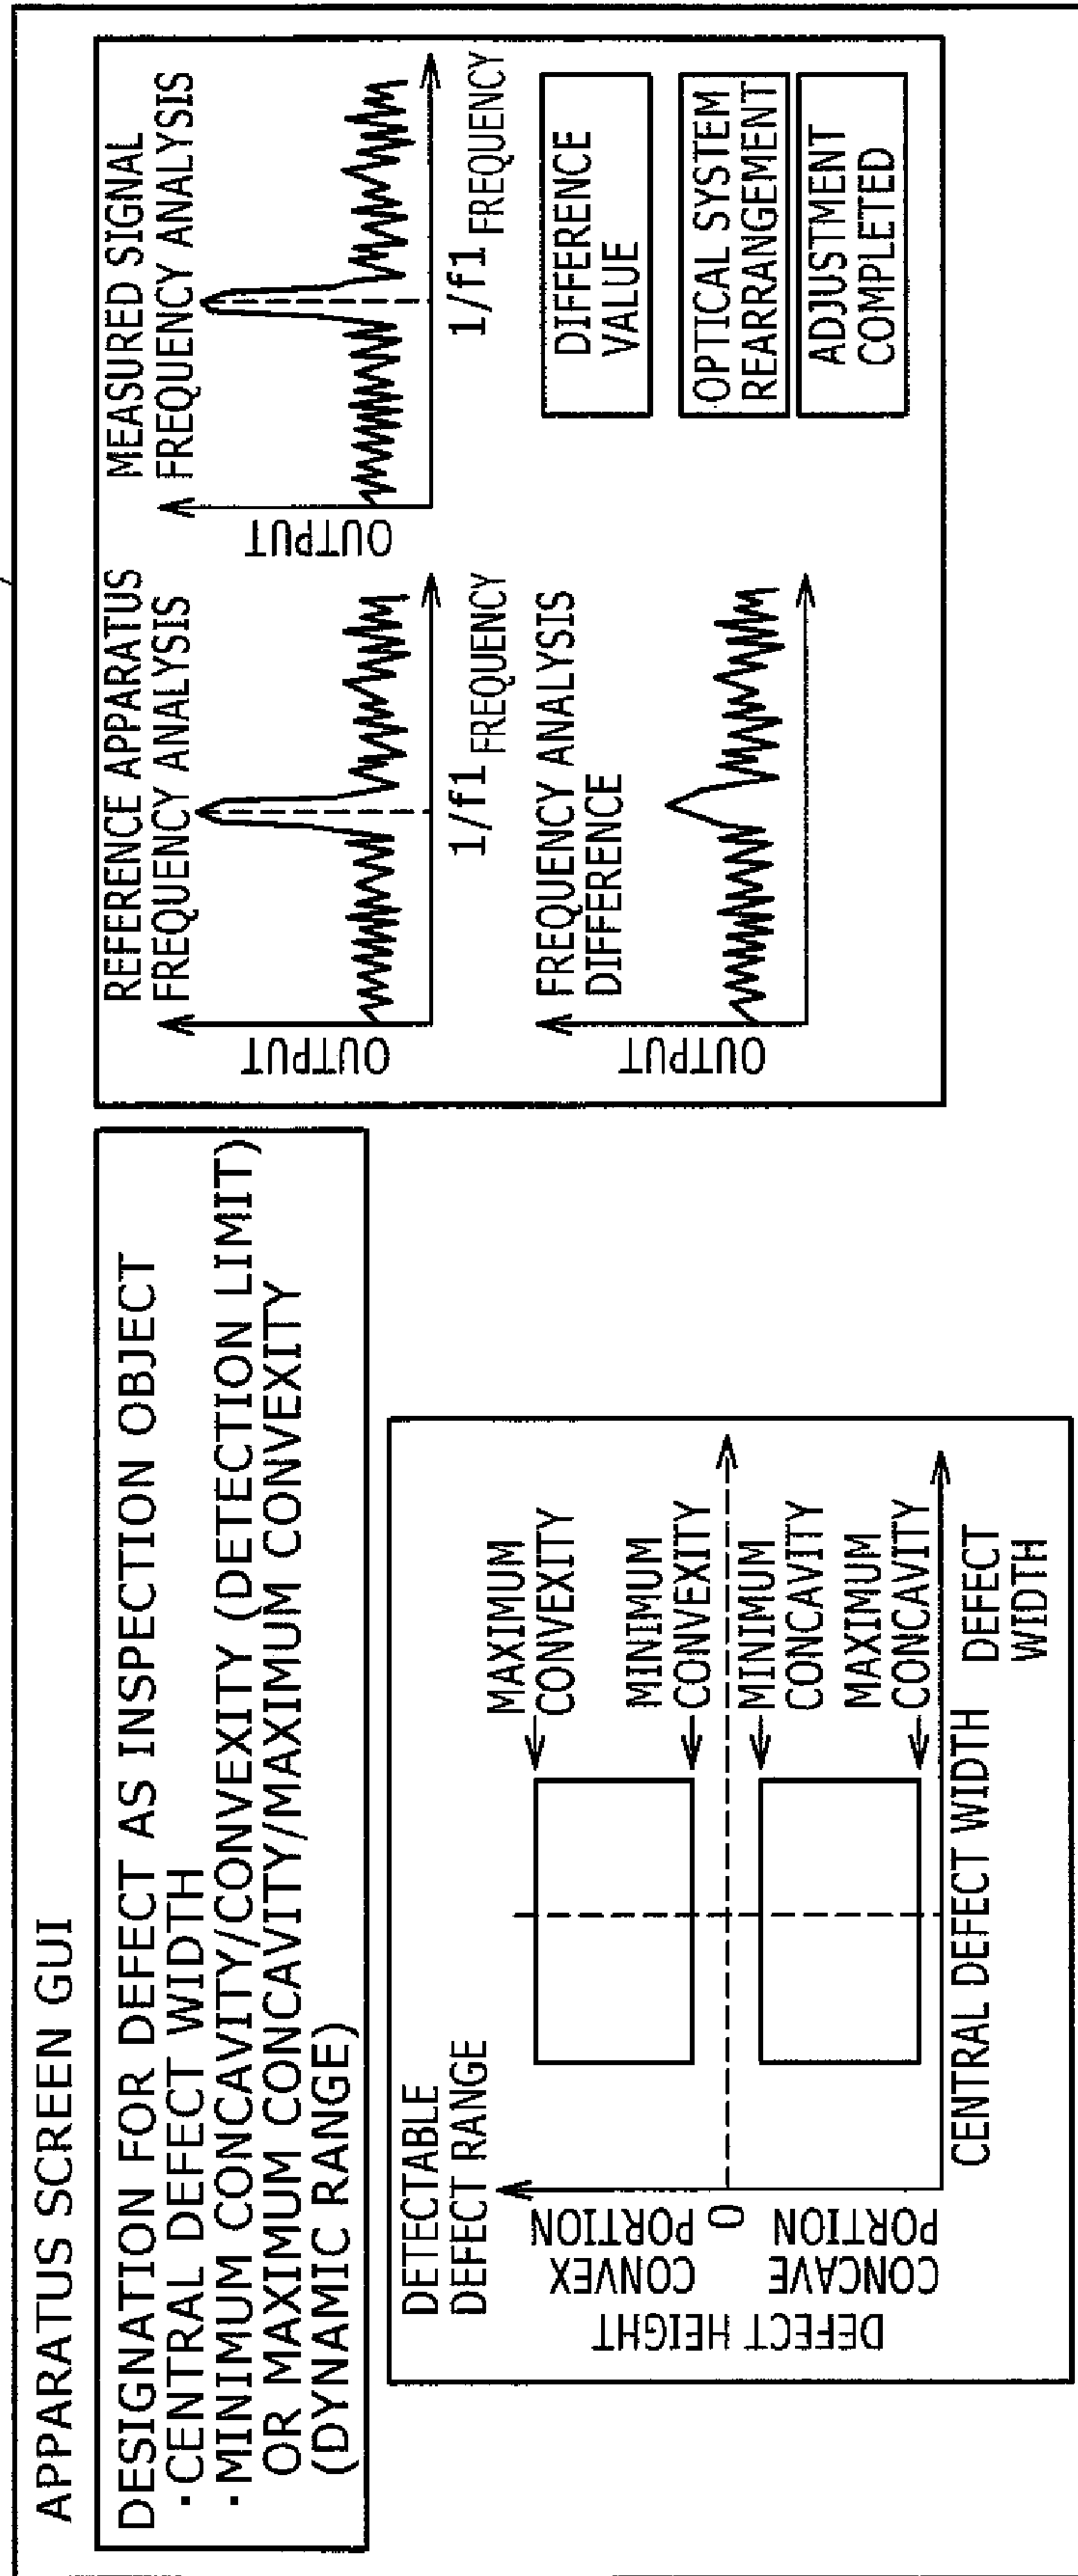 APPARATUS SCREEN GUI
DESIGNATION FOR DEFECT AS INSPECTION OBJECT
・CENTRAL DEFECT WIDTH
・MINIMUM CONCAVITY/CONVEXITY (DETECTION LIMIT)
OR MAXIMUM CONCAVITY/MAXIMUM CONVEXITY
(DYNAMIC RANGE)
DETECTABLE
DEFECT RANGE
DEFECT HEIGHT
CONVEX
PORTION
0
CONCAVE
PORTION
MAXIMUM
CONVEXITY
MINIMUM
CONVEXITY
MINIMUM
CONCAVITY
MAXIMUM
CONCAVITY
CENTRAL DEFECT WIDTH
DEFECT
WIDTH
REFERENCE APPARATUS
FREQUENCY ANALYSIS
OUTPUT
1/f1
FREQUENCY
MEASURED SIGNAL
FREQUENCY ANALYSIS
OUTPUT
1/f1
FREQUENCY
FREQUENCY ANALYSIS
DIFFERENCE
OUTPUT
DIFFERENCE
VALUE
OPTICAL SYSTEM
REARRANGEMENT
ADJUSTMENT
COMPLETED